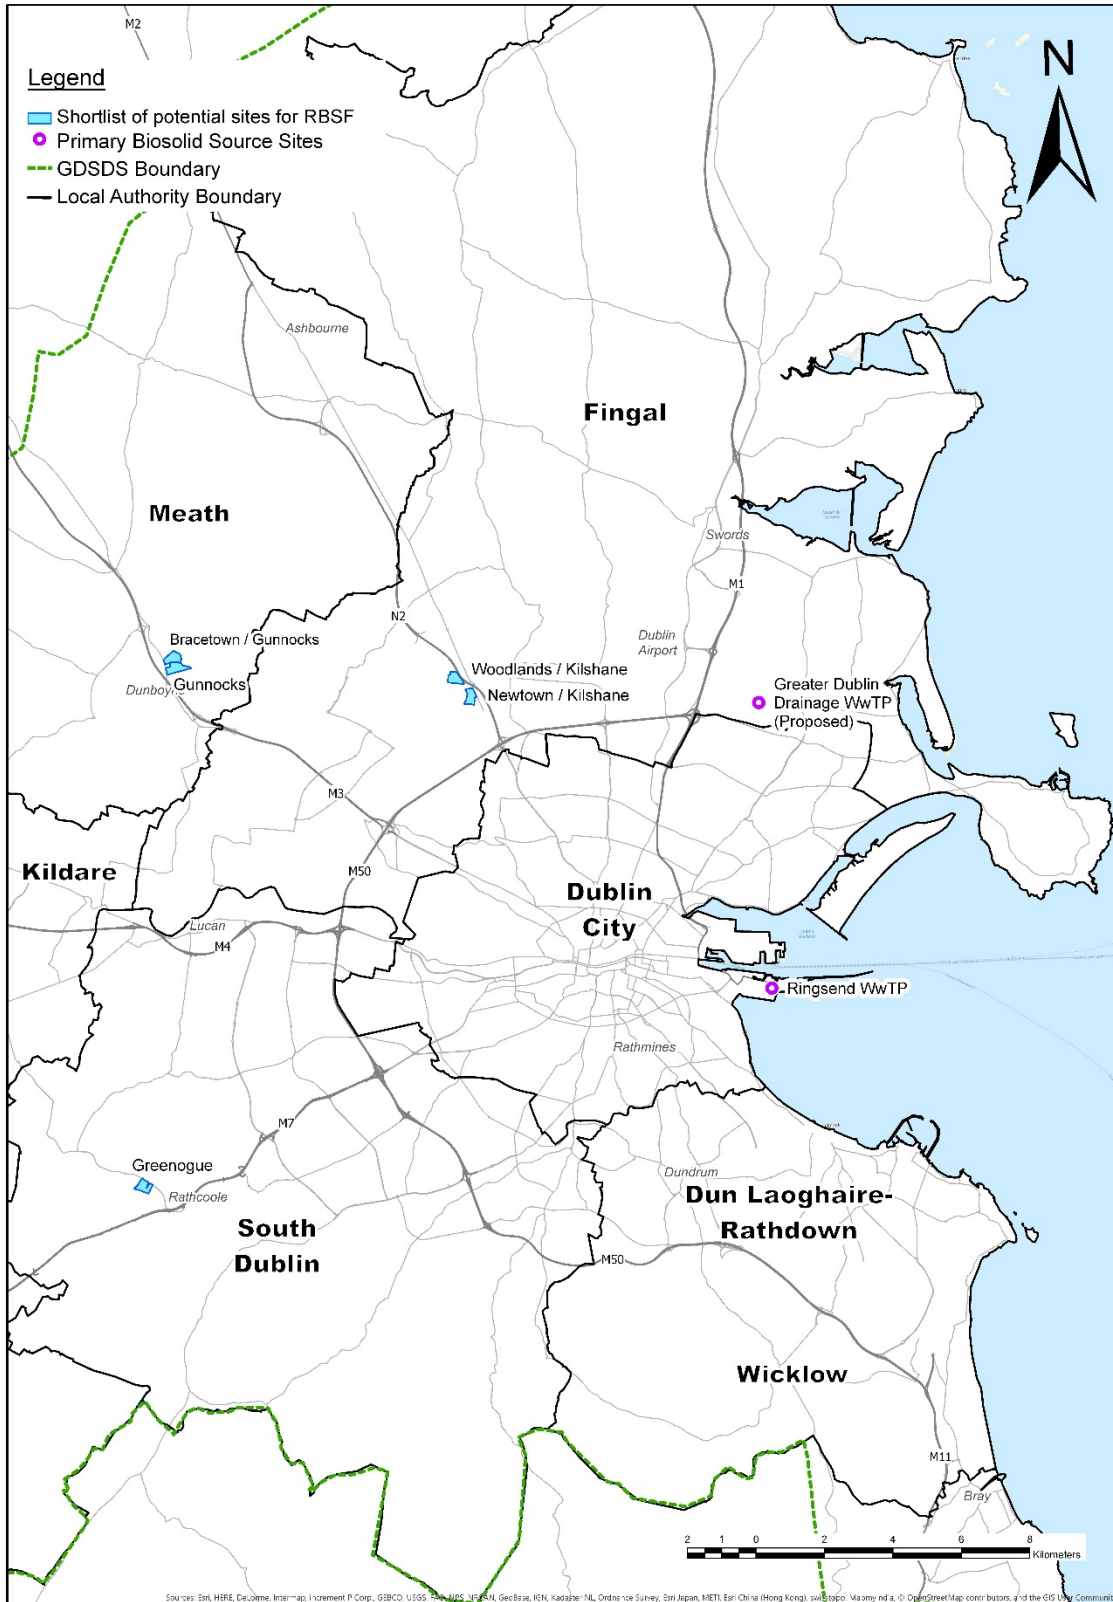 M2
N
Legend
Shortlist of potential sites for RBSF
Primary Biosolid Source Sites
GDSDS Boundary
Local Authority Boundary
Ashbourne
Fingal
Meath
Swords
M1
N2
Dublin
Airport
Bracetown / Gunnocks
Gunnocks
Woodlands / Kilshane
Newtown / Kilshane
Greater Dublin
Drainage WwTP
(Proposed)
M3
M50
Kildare
Dublin
City
Lucan
M4
Ringsend WwTP
Rathmines
M7
Greenogue
Rathcoole
Dundrum
Dun Laoghaire-
Rathdown
South
Dublin
M50
Wicklow
M11
Bray
2 1 0 2 4 6 8
Kilometers